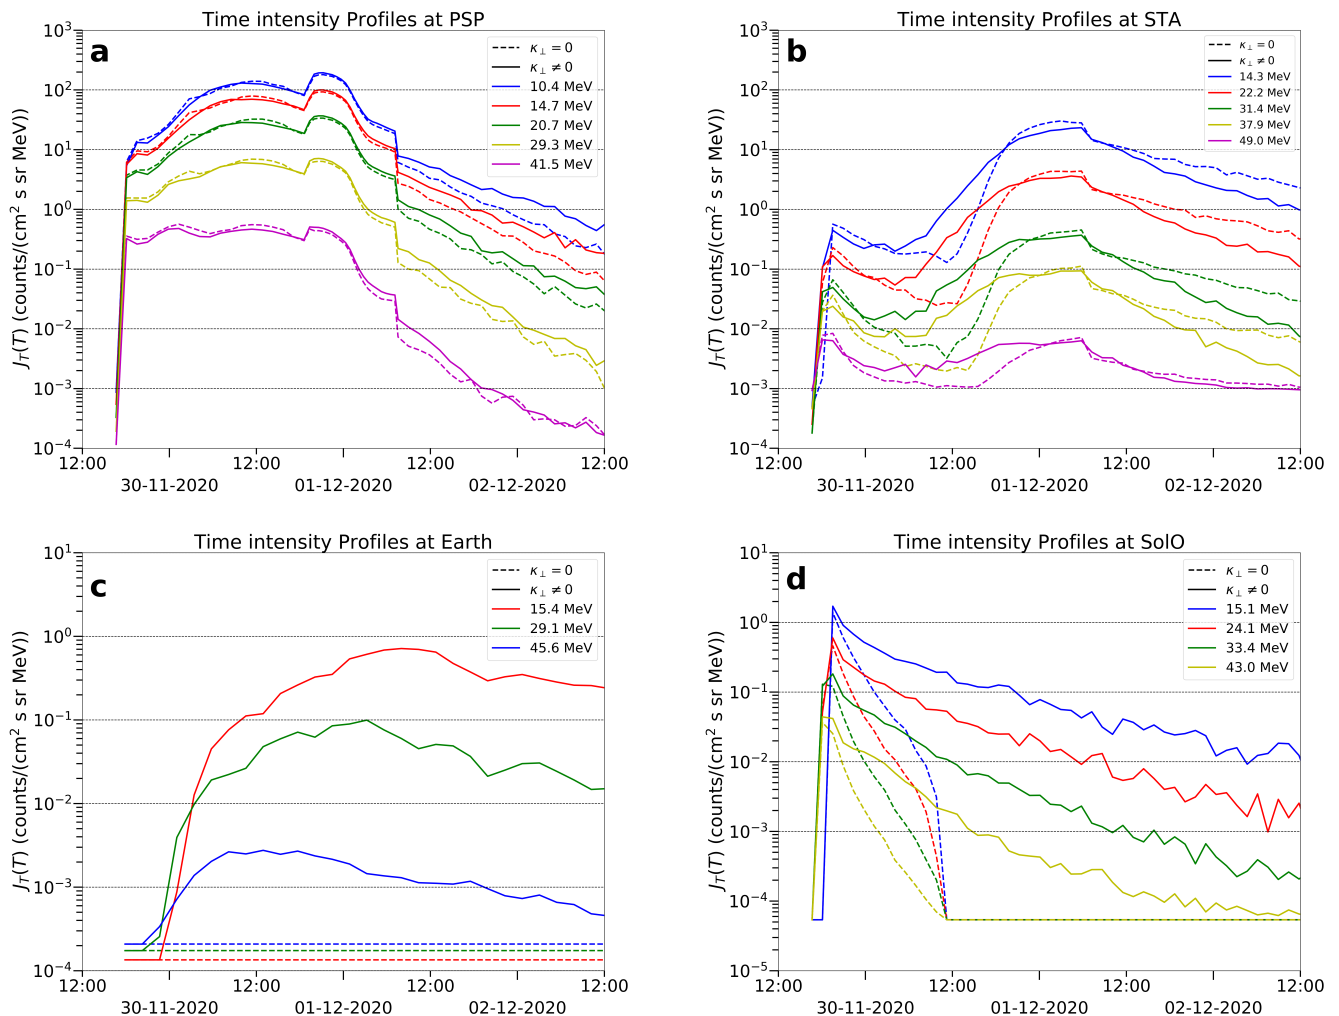 Time intensity Profiles at PSP
a
κ⊥ = 0
κ⊥ ≠ 0
10.4 MeV
14.7 MeV
20.7 MeV
29.3 MeV
41.5 MeV
J_T(T) (counts/(cm² s sr MeV))
10³
10²
10¹
10⁰
10⁻¹
10⁻²
10⁻³
10⁻⁴
12:00 12:00 12:00 12:00
30-11-2020 01-12-2020 02-12-2020
Time intensity Profiles at STA
b
κ⊥ = 0
κ⊥ ≠ 0
14.3 MeV
22.2 MeV
31.4 MeV
37.9 MeV
49.0 MeV
J_T(T) (counts/(cm² s sr MeV))
10³
10²
10¹
10⁰
10⁻¹
10⁻²
10⁻³
10⁻⁴
12:00 12:00 12:00 12:00
30-11-2020 01-12-2020 02-12-2020
Time intensity Profiles at Earth
c
κ⊥ = 0
κ⊥ ≠ 0
15.4 MeV
29.1 MeV
45.6 MeV
J_T(T) (counts/(cm² s sr MeV))
10¹
10⁰
10⁻¹
10⁻²
10⁻³
10⁻⁴
12:00 12:00 12:00 12:00
30-11-2020 01-12-2020 02-12-2020
Time intensity Profiles at SolO
d
κ⊥ = 0
κ⊥ ≠ 0
15.1 MeV
24.1 MeV
33.4 MeV
43.0 MeV
J_T(T) (counts/(cm² s sr MeV))
10¹
10⁰
10⁻¹
10⁻²
10⁻³
10⁻⁴
10⁻⁵
12:00 12:00 12:00 12:00
30-11-2020 01-12-2020 02-12-2020